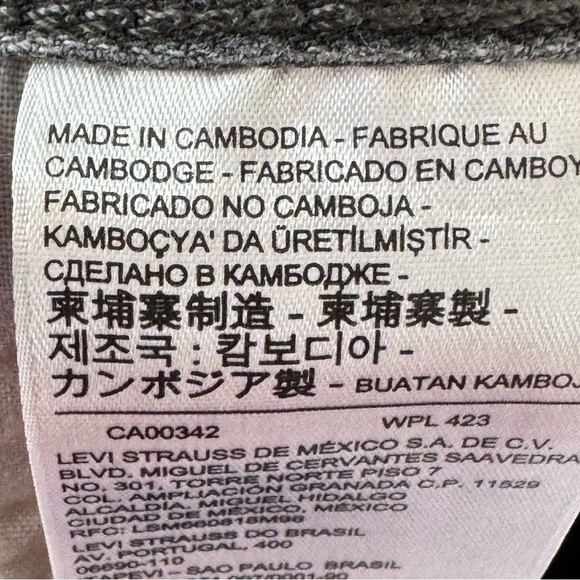 MADE IN CAMBODIA - FABRIQUE AU
CAMBODGE - FABRICADO EN CAMBOY
FABRICADO NO CAMBOJA -
KAMBOÇYA' DA ÜRETİLMİŞTİR -
СДЕЛАНО В КАМБОДЖЕ -
柬埔寨制造 - 柬埔寨製 -
제조국 : 캄보디아 -
カンボジア製 - BUATAN KAMBOJ
CA00342 WPL 423
LEVI STRAUSS DE MÉXICO S.A. DE C.V.
BLVD. MIGUEL DE CERVANTES SAAVEDRA
NO. 301, TORRE NORTE PISO 7
COL. AMPLIACIÓN GRANADA C.P. 11529
ALCALDÍA MIGUEL HIDALGO
CIUDAD DE MÉXICO, MÉXICO
RFC:
LEVI STRAUSS DO BRASIL
AV. PORTUGAL, 400
06690-110
ITAPEVI - SAO PAULO BRASIL